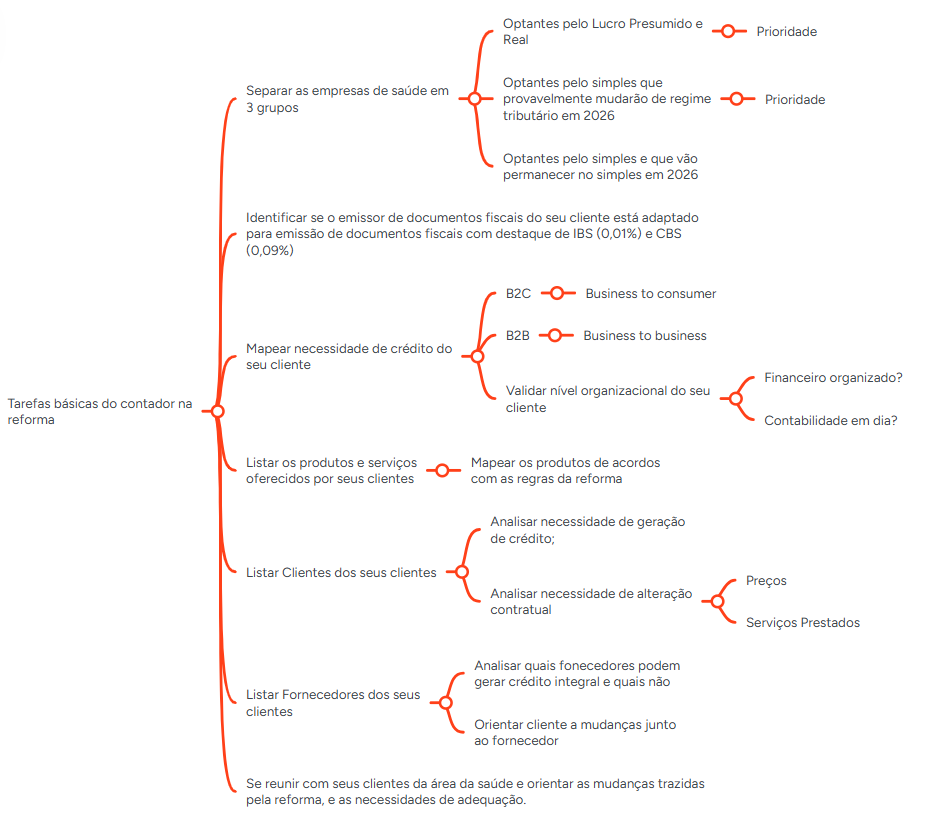 Tarefas básicas do contador na
reforma
Separar as empresas de saúde em
3 grupos
Optantes pelo Lucro Presumido e
Real
Prioridade
Optantes pelo simples que
provavelmente mudarão de regime
tributário em 2026
Prioridade
Optantes pelo simples e que vão
permanecer no simples em 2026
Identificar se o emissor de documentos fiscais do seu cliente está adaptado
para emissão de documentos fiscais com destaque de IBS (0,01%) e CBS
(0,09%)
Mapear necessidade de crédito do
seu cliente
B2C
Business to consumer
B2B
Business to business
Validar nível organizacional do seu
cliente
Financeiro organizado?
Contabilidade em dia?
Listar os produtos e serviços
oferecidos por seus clientes
Mapear os produtos de acordos
com as regras da reforma
Listar Clientes dos seus clientes
Analisar necessidade de geração
de crédito;
Analisar necessidade de alteração
contratual
Preços
Serviços Prestados
Listar Fornecedores dos seus
clientes
Analisar quais fonecedores podem
gerar crédito integral e quais não
Orientar cliente a mudanças junto
ao fornecedor
Se reunir com seus clientes da área da saúde e orientar as mudanças trazidas
pela reforma, e as necessidades de adequação.